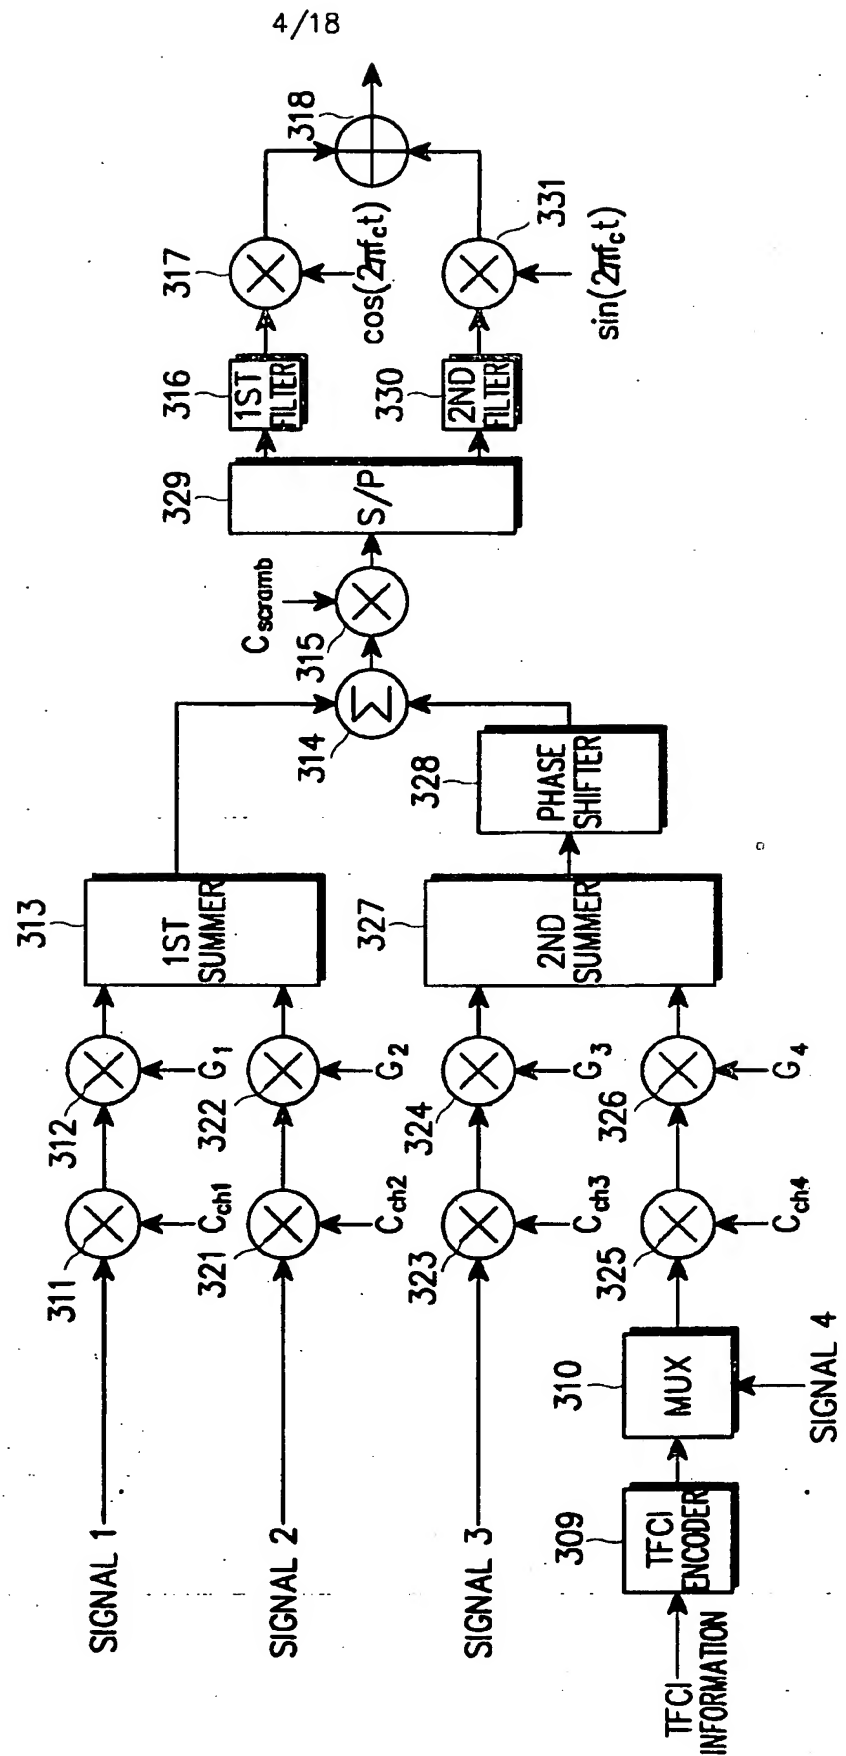 4/18
SIGNAL 1
311
C_ch1
312
G_1
313
1ST
SUMMER
SIGNAL 2
321
C_ch2
322
G_2
SIGNAL 3
323
C_ch3
324
G_3
327
2ND
SUMMER
TFCI
INFORMATION
309
TFCI
ENCODER
310
MUX
SIGNAL 4
325
C_ch4
326
G_4
328
PHASE
SHIFTER
314
Σ
315
C_scramb
329
S/P
316
1ST
FILTER
317
cos(2πf_ct)
318
330
2ND
FILTER
331
sin(2πf_ct)